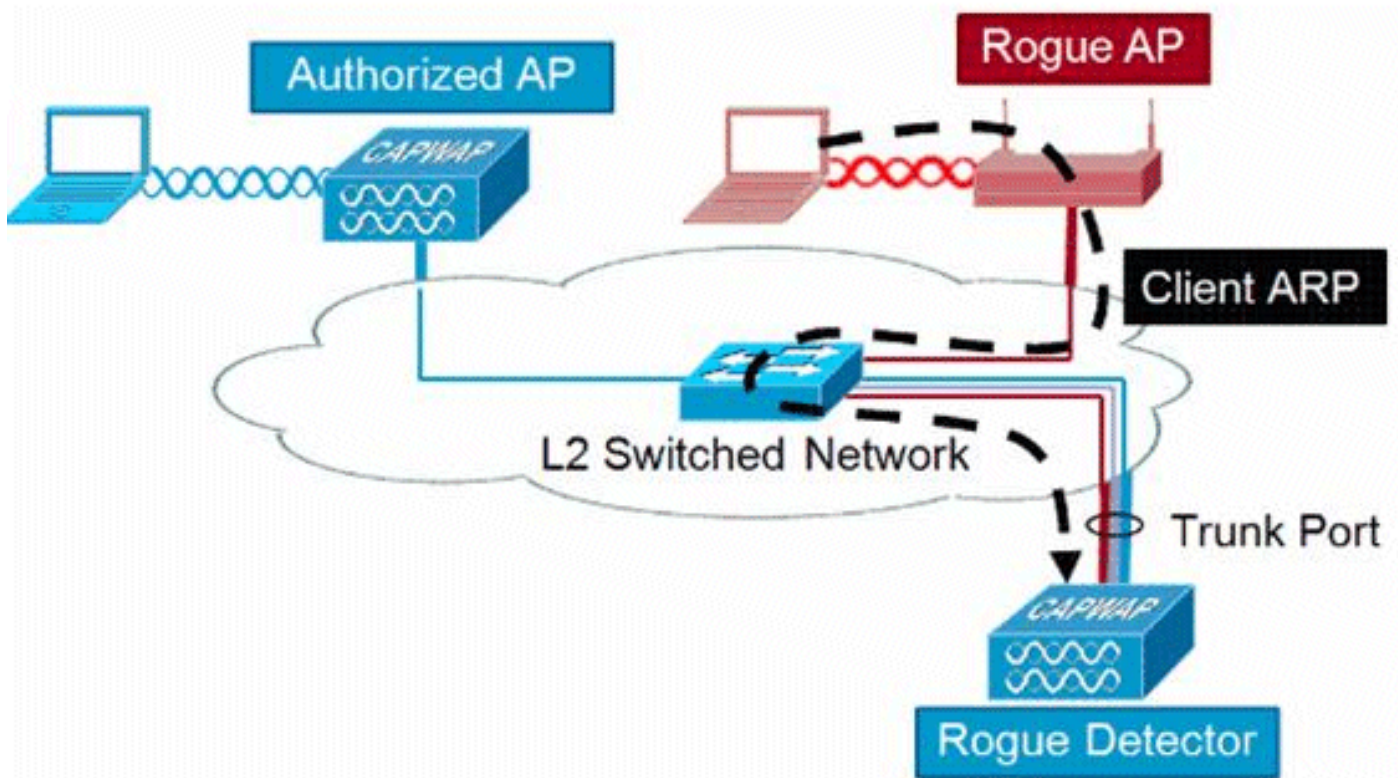 Authorized AP
Rogue AP
CAPWAP
Client ARP
L2 Switched Network
Trunk Port
CAPWAP
Rogue Detector